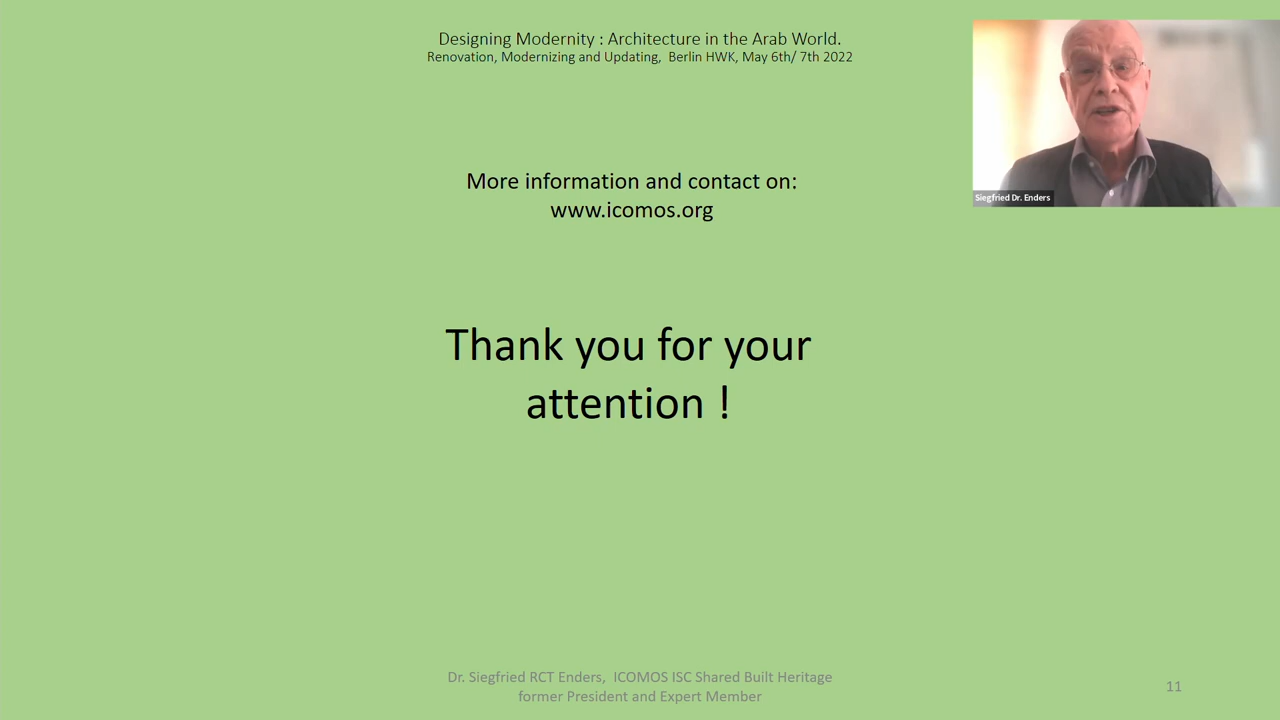 Designing Modernity : Architecture in the Arab World.
Renovation, Modernizing and Updating, Berlin HWK, May 6th/ 7th 2022
Siegfried Dr. Enders
More information and contact on:
www.icomos.org
Thank you for your
attention !
Dr. Siegfried RCT Enders, ICOMOS ISC Shared Built Heritage
former President and Expert Member
11